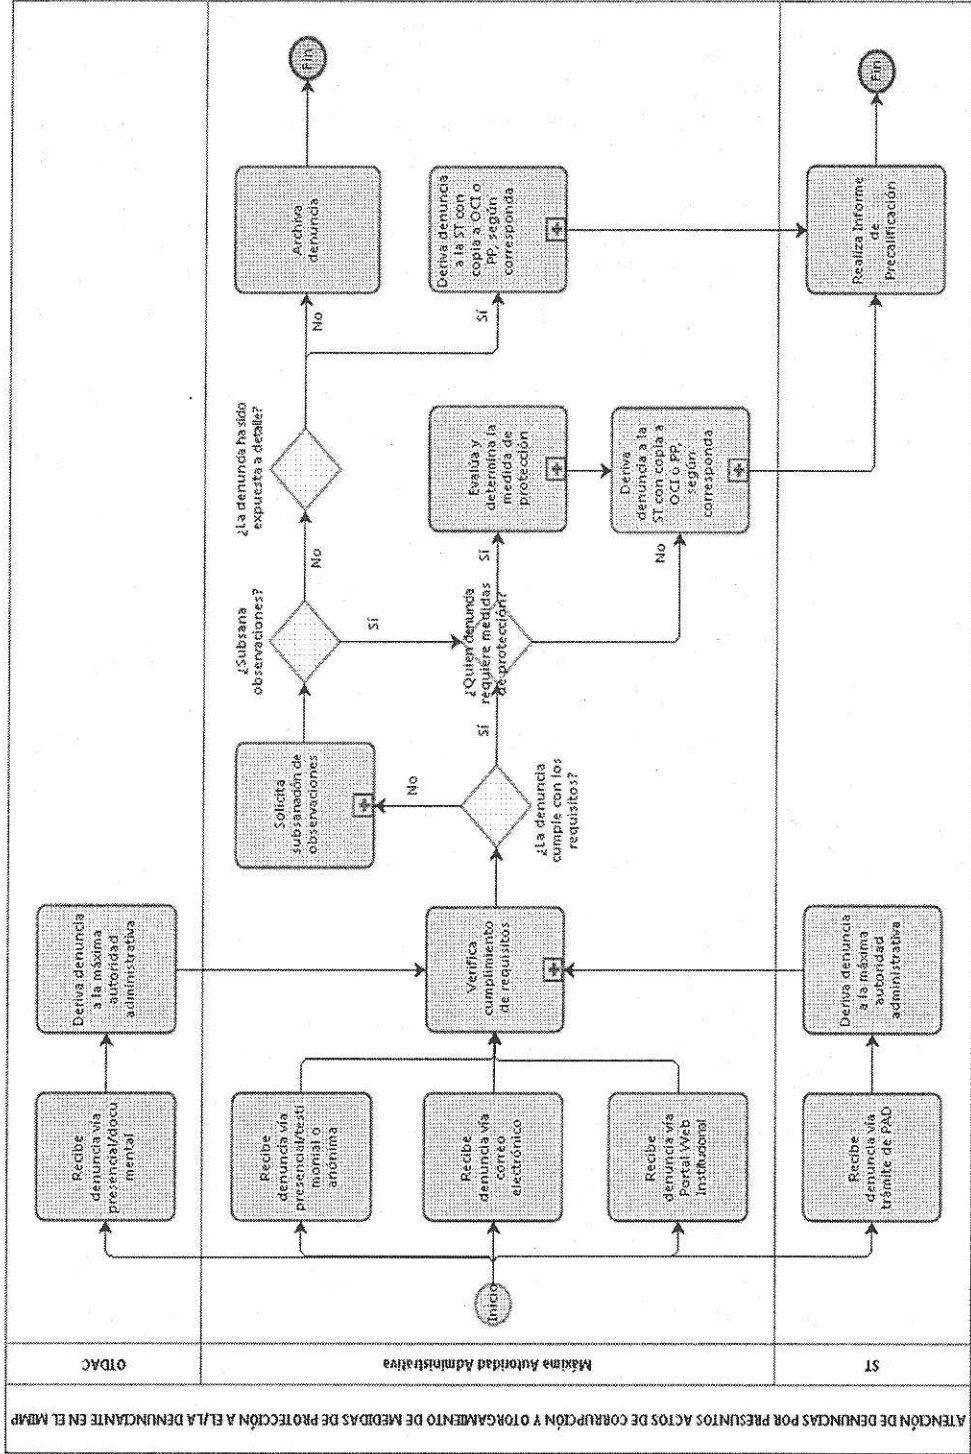 ATENCIÓN DE DENUNCIAS POR PRESUNTOS ACTOS DE CORRUPCIÓN Y OTORGAMIENTO DE MEDIDAS DE PROTECCIÓN A EL/LA DENUNCIANTE EN EL MIMP
OTDAC
Recibe
denuncia vía
presencial/docu
mental
Deriva denuncia
a la máxima
autoridad
administrativa
Máxima Autoridad Administrativa
Inicio
Recibe
denuncia vía
presencial/testi
monial o
anónima
Recibe
denuncia vía
correo
electrónico
Recibe
denuncia vía
Portal Web
Institucional
Verifica
cumplimiento
de requisitos
¿La denuncia
cumple con los
requisitos?
No
Sí
Solicita
subsanación de
observaciones
¿Subsana
observaciones?
No
Sí
¿Quien denuncia
requiere medidas
de protección?
Sí
No
¿La denuncia ha sido
expuesta a detalle?
No
Sí
Evalúa y
determina la
medida de
protección
Deriva
denuncia a la
ST con copia a
OCI o PP,
según
corresponda
Archiva
denuncia
Deriva denuncia
a la ST con
copia a OCI o
PP, según
corresponda
Fin
ST
Recibe
denuncia vía
trámite de PAD
Deriva denuncia
a la máxima
autoridad
administrativa
Realiza Informe
de
Precalificación
Fin